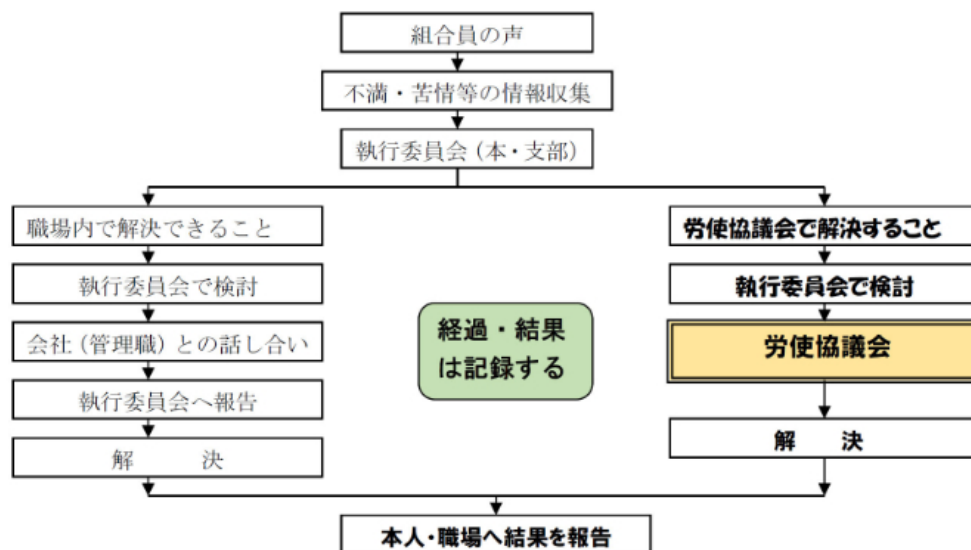 組合員の声
不満・苦情等の情報収集
執行委員会(本・支部)
職場内で解決できること
執行委員会で検討
会社(管理職)との話し合い
執行委員会へ報告
解　　決
経過・結果
は記録する
労使協議会で解決すること
執行委員会で検討
労使協議会
解　決
本人・職場へ結果を報告